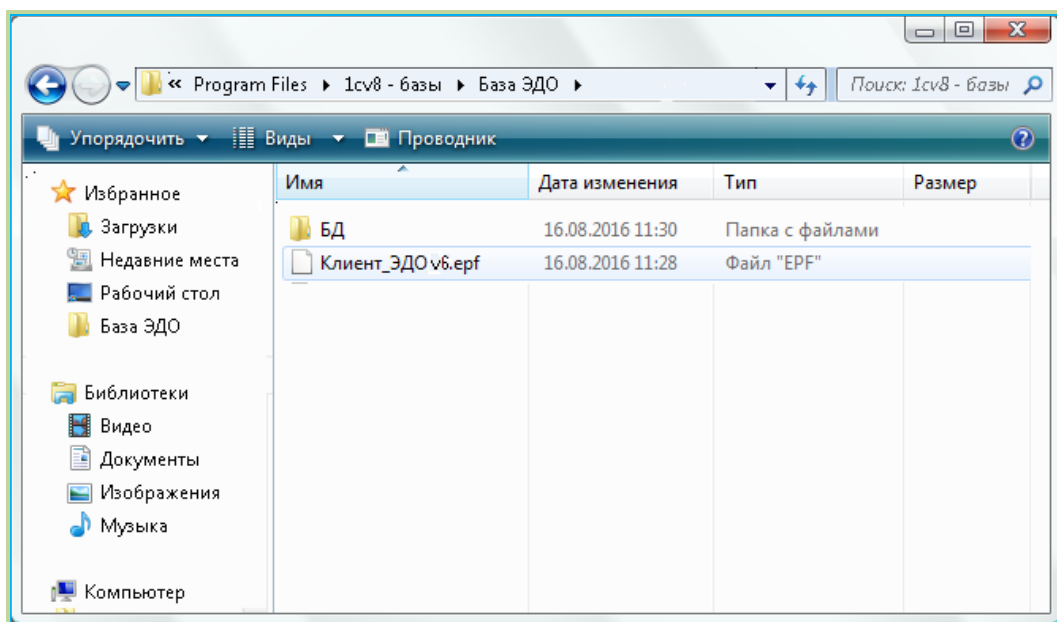 « Program Files ▸ 1cv8 - базы ▸ База ЭДО ▸ Поиск: 1cv8 - базы
Упорядочить Виды Проводник
Избранное
Загрузки
Недавние места
Рабочий стол
База ЭДО
Библиотеки
Видео
Документы
Изображения
Музыка
Компьютер
Имя Дата изменения Тип Размер
БД 16.08.2016 11:30 Папка с файлами
Клиент_ЭДО v6.epf 16.08.2016 11:28 Файл "EPF"